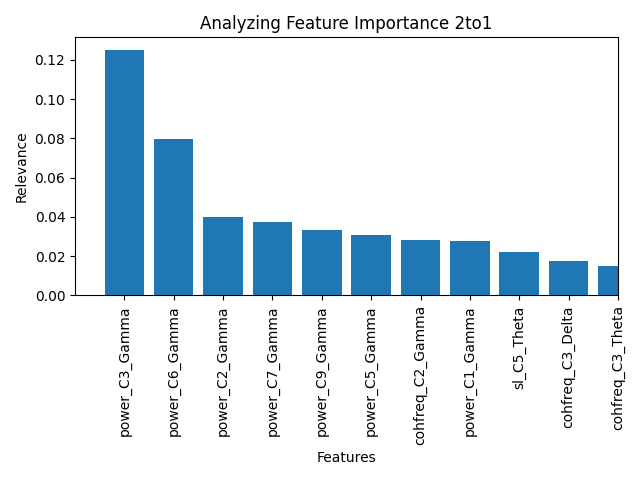 Analyzing Feature Importance 2to1
Relevance
0.12
0.10
0.08
0.06
0.04
0.02
0.00
power_C3_Gamma
power_C6_Gamma
power_C2_Gamma
power_C7_Gamma
power_C9_Gamma
power_C5_Gamma
cohfreq_C2_Gamma
power_C1_Gamma
sl_C5_Theta
cohfreq_C3_Delta
cohfreq_C3_Theta
Features